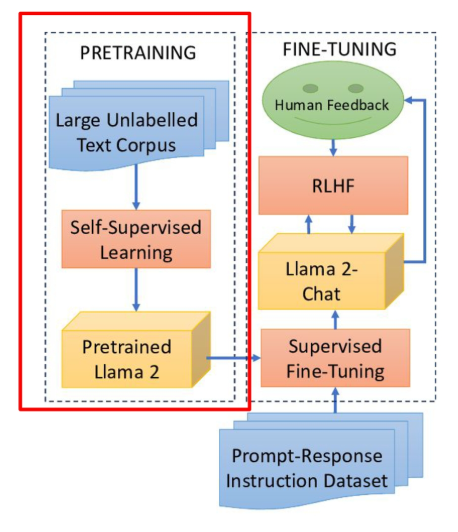 PRETRAINING
Large Unlabelled
Text Corpus
Self-Supervised
Learning
Pretrained
Llama 2
FINE-TUNING
Human Feedback
RLHF
Llama 2-
Chat
Supervised
Fine-Tuning
Prompt-Response
Instruction Dataset